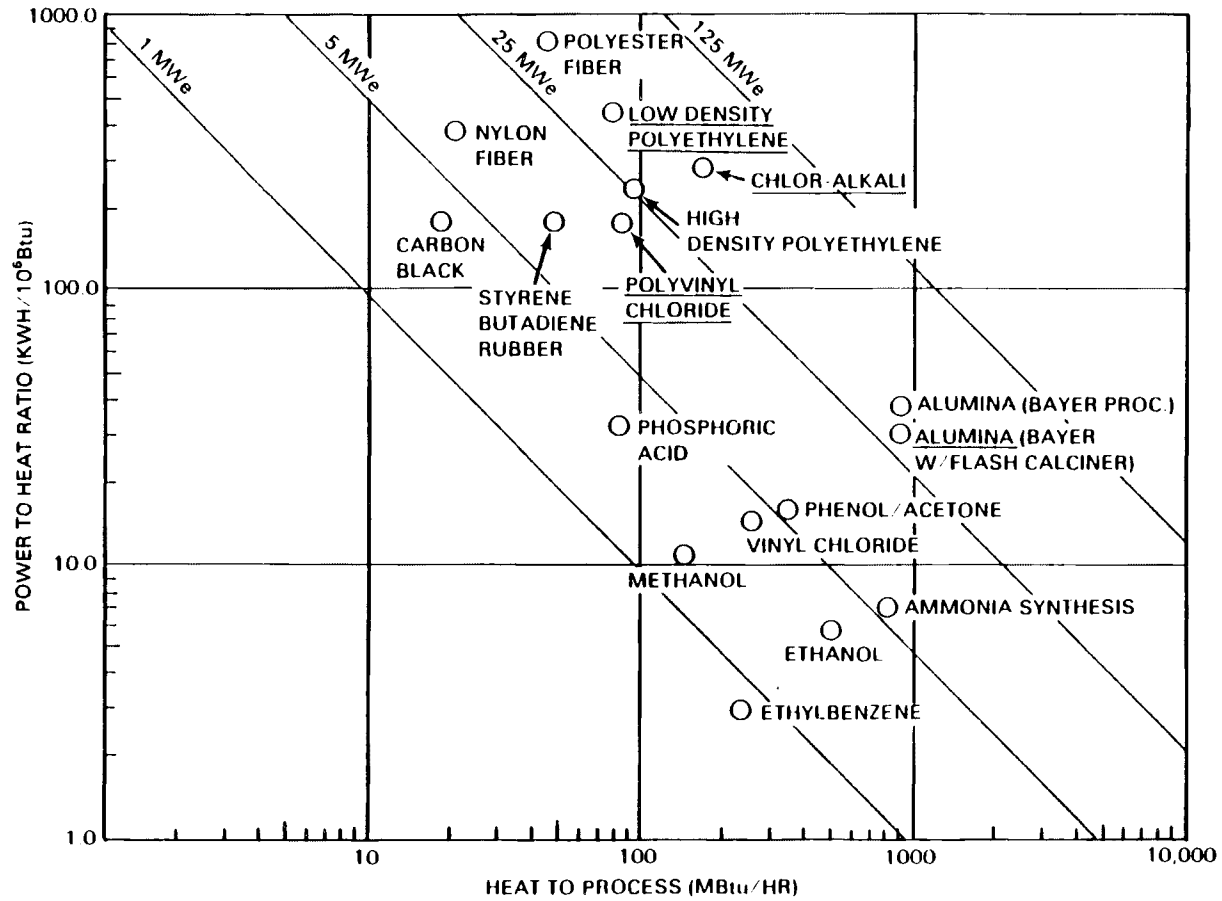 1000.0
1 MWe
5 MWe
25 MWe
125 MWe
POLYESTER
FIBER
LOW DENSITY
POLYETHYLENE
NYLON
FIBER
CHLOR-ALKALI
HIGH
DENSITY POLYETHYLENE
CARBON
BLACK
STYRENE
BUTADIENE
RUBBER
POLYVINYL
CHLORIDE
100.0
POWER TO HEAT RATIO (KWH/10⁶Btu)
ALUMINA (BAYER PROC.)
ALUMINA (BAYER
W/FLASH CALCINER)
PHOSPHORIC
ACID
PHENOL/ACETONE
VINYL CHLORIDE
10.0
METHANOL
AMMONIA SYNTHESIS
ETHANOL
ETHYLBENZENE
1.0
10
100
1000
10,000
HEAT TO PROCESS (MBtu/HR)